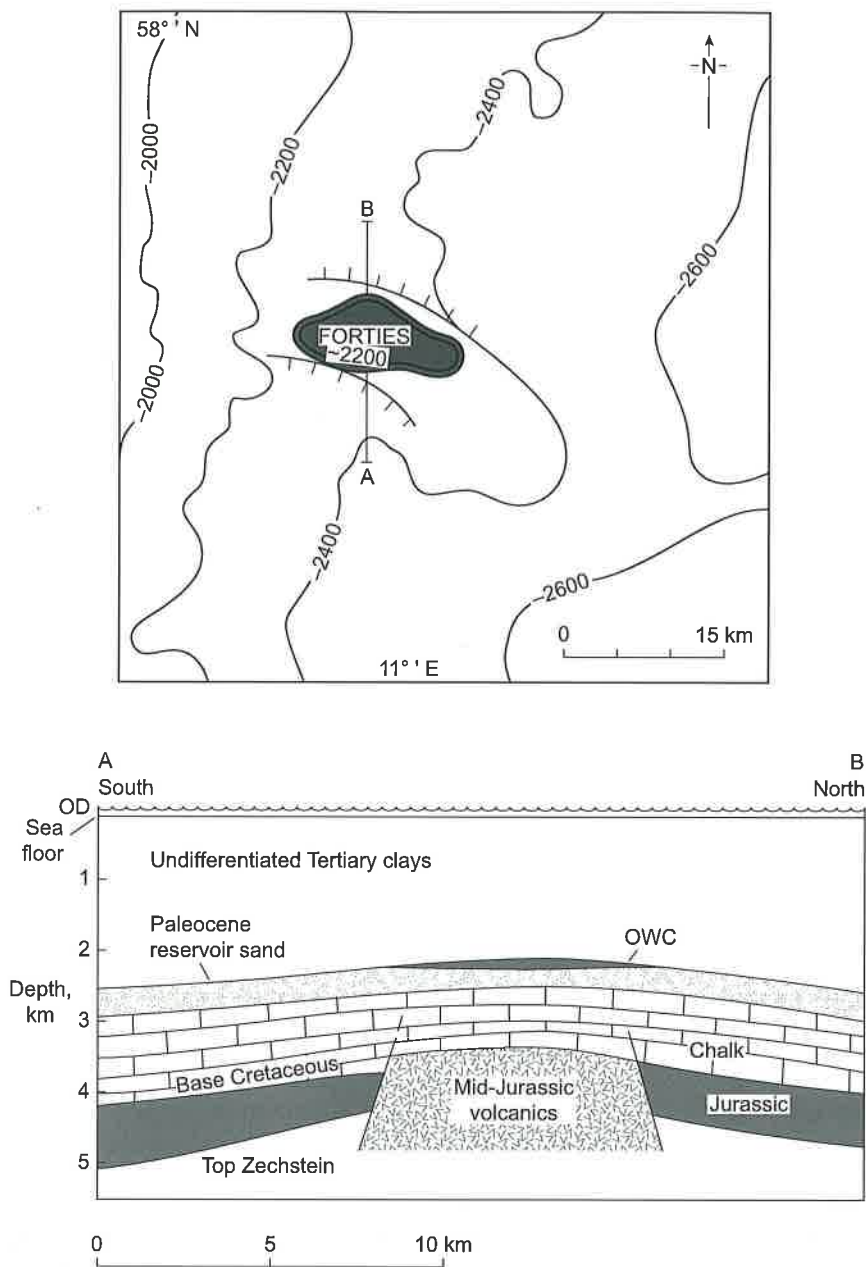 58° ' N
-N-
-2000
-2200
-2400
B
-2600
FORTIES
~2200
-2000
A
-2400
-2600
0 15 km
11° ' E
A
B
South
North
OD
Sea
floor
Undifferentiated Tertiary clays
1
Paleocene
reservoir sand
2
OWC
Depth,
km
3
Chalk
Base Cretaceous
4
Mid-Jurassic
volcanics
Jurassic
5
Top Zechstein
0 5 10 km